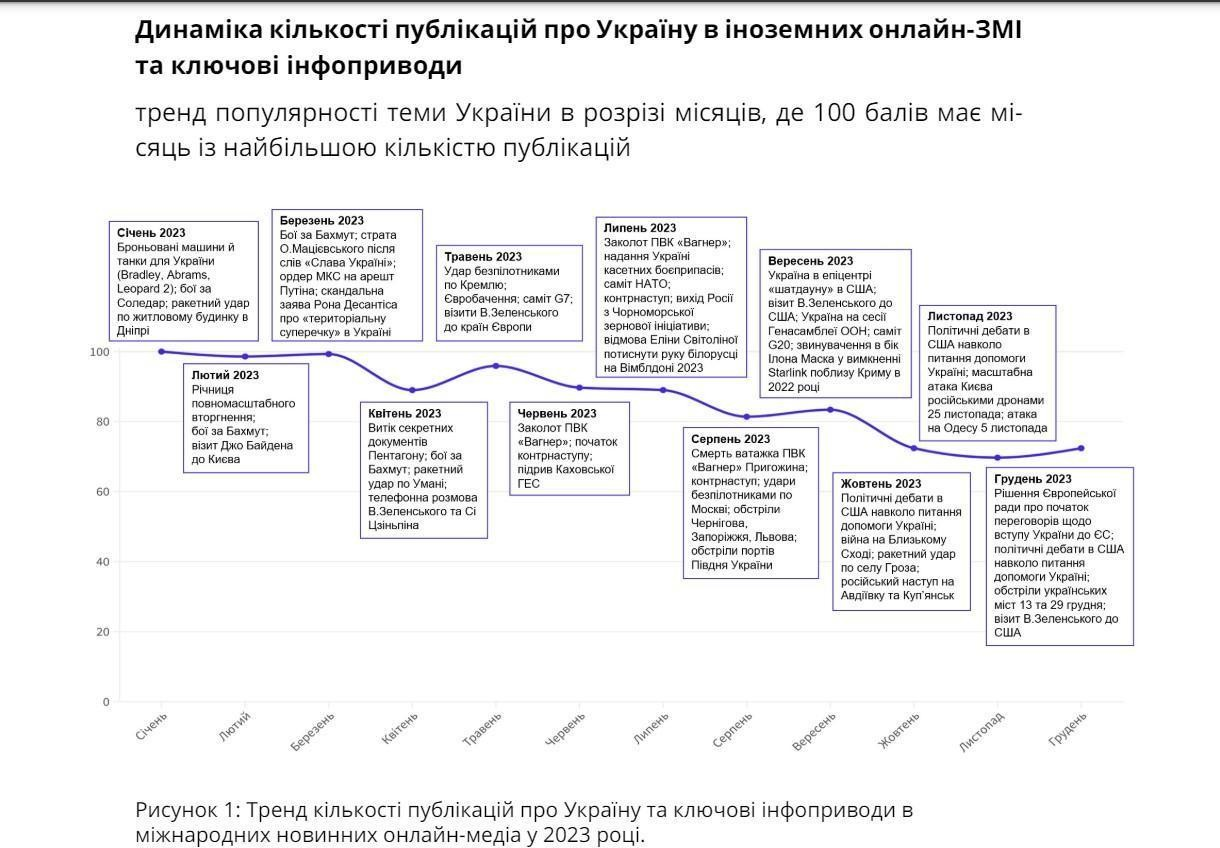 Динаміка кількості публікацій про Україну в іноземних онлайн-ЗМІ
та ключові інфоприводи
тренд популярності теми України в розрізі місяців, де 100 балів має мі-
сяць із найбільшою кількістю публікацій
Січень 2023
Броньовані машини й
танки для України
(Bradley, Abrams,
Leopard 2); бої за
Соледар; ракетний удар
по житловому будинку в
Дніпрі
Лютий 2023
Річниця
повномасштабного
вторгнення;
бої за Бахмут;
візит Джо Байдена
до Києва
Березень 2023
Бої за Бахмут; страта
О.Мацієвського після
слів «Слава Україні»;
ордер МКС на арешт
Путіна; скандальна
заява Рона Десантіса
про «територіальну
суперечку» в Україні
Квітень 2023
Витік секретних
документів
Пентагону; бої за
Бахмут; ракетний
удар по Умані;
телефонна розмова
В.Зеленського та Сі
Цзіньпіна
Травень 2023
Удар безпілотниками
по Кремлю;
Євробачення; саміт G7;
візити В.Зеленського
до країн Європи
Червень 2023
Заколот ПВК
«Вагнер»; початок
контрнаступу;
підрив Каховської
ГЕС
Липень 2023
Заколот ПВК «Вагнер»;
надання Україні
касетних боєприпасів;
саміт НАТО;
контрнаступ; вихід Росії
з Чорноморської
зернової ініціативи;
відмова Еліни Світоліної
потиснути руку білорусці
на Вімблдоні 2023
Серпень 2023
Смерть ватажка ПВК
«Вагнер» Пригожина;
контрнаступ; удари
безпілотниками по
Москві; обстріли
Чернігова,
Запоріжжя, Львова;
обстріли портів
Півдня України
Вересень 2023
Україна в епіцентрі
«шатдауну» в США;
візит В.Зеленського до
США; Україна на сесії
Генасамблеї ООН; саміт
G20; звинувачення в бік
Ілона Маска у вимкненні
Starlink поблизу Криму в
2022 році
Жовтень 2023
Політичні дебати в
США навколо питання
допомоги Україні;
війна на Близькому
Сході; ракетний удар
по селу Гроза;
російський наступ на
Авдіївку та Куп'янськ
Листопад 2023
Політичні дебати в
США навколо
питання допомоги
Україні; масштабна
атака Києва
російськими дронами
25 листопада; атака
на Одесу 5 листопада
Грудень 2023
Рішення Європейської
ради про початок
переговорів щодо
вступу України до ЄС;
політичні дебати в США
навколо питання
допомоги Україні;
обстріли українських
міст 13 та 29 грудня;
візит В.Зеленського до
США
100
80
60
40
20
0
Січень
Лютий
Березень
Квітень
Травень
Червень
Липень
Серпень
Вересень
Жовтень
Листопад
Грудень
Рисунок 1: Тренд кількості публікацій про Україну та ключові інфоприводи в
міжнародних новинних онлайн-медіа у 2023 році.